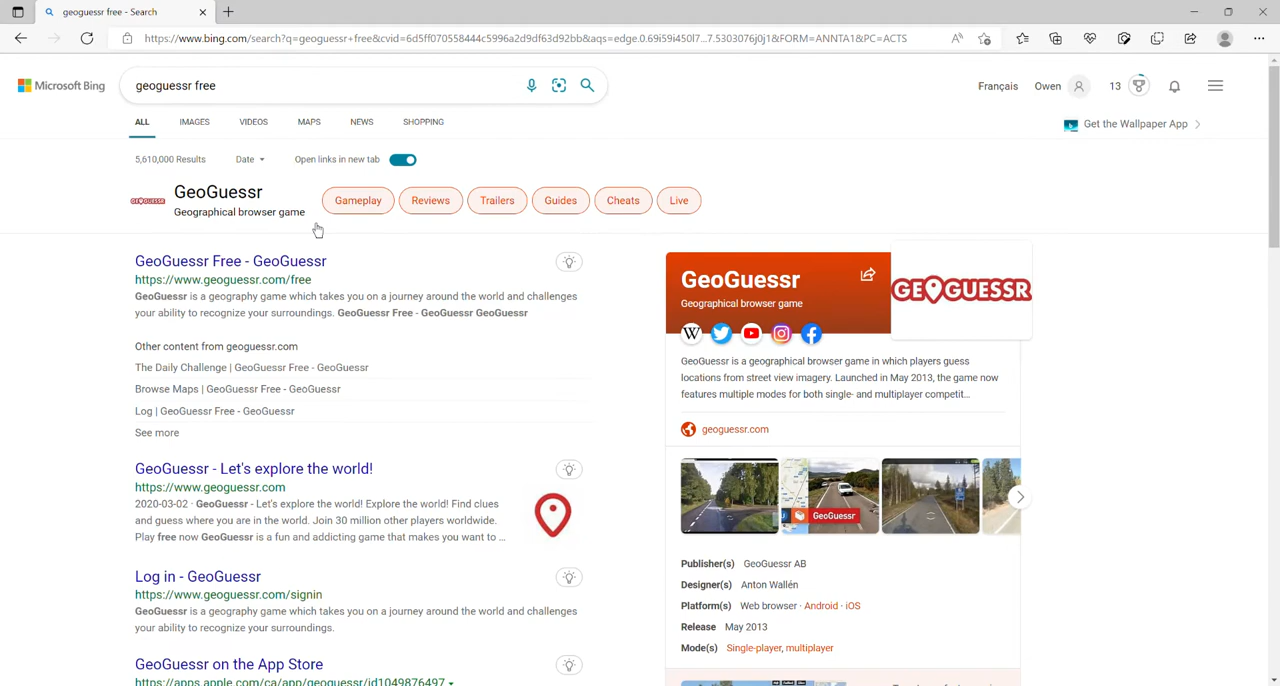 geoguessr free - Search
https://www.bing.com/search?q=geoguessr+free&cvid=6d5ff070558444c5996a2d9df63d92bb&aqs=edge.0.69i59i450l7...7.5303076j0j1&FORM=ANNTA1&PC=ACTS
Microsoft Bing
geoguessr free
Français Owen 13
ALL IMAGES VIDEOS MAPS NEWS SHOPPING
Get the Wallpaper App
5,610,000 Results Date Open links in new tab
GEOGUESSR
GeoGuessr
Geographical browser game
Gameplay Reviews Trailers Guides Cheats Live
GeoGuessr Free - GeoGuessr
https://www.geoguessr.com/free
GeoGuessr is a geography game which takes you on a journey around the world and challenges
your ability to recognize your surroundings. GeoGuessr Free - GeoGuessr GeoGuessr
Other content from geoguessr.com
The Daily Challenge | GeoGuessr Free - GeoGuessr
Browse Maps | GeoGuessr Free - GeoGuessr
Log | GeoGuessr Free - GeoGuessr
See more
GeoGuessr - Let's explore the world!
https://www.geoguessr.com
2020-03-02 · GeoGuessr - Let's explore the world! Explore the world! Find clues
and guess where you are in the world. Join 30 million other players worldwide.
Play free now GeoGuessr is a fun and addicting game that makes you want to ...
Log in - GeoGuessr
https://www.geoguessr.com/signin
GeoGuessr is a geography game which takes you on a journey around the world and challenges
your ability to recognize your surroundings.
GeoGuessr on the App Store
https://apps.apple.com/ca/app/geoguessr/id1049876497
GeoGuessr
Geographical browser game
GEOGUESSR
W
GeoGuessr is a geographical browser game in which players guess
locations from street view imagery. Launched in May 2013, the game now
features multiple modes for both single- and multiplayer competit...
geoguessr.com
GeoGuessr
Publisher(s) GeoGuessr AB
Designer(s) Anton Wallén
Platform(s) Web browser · Android · iOS
Release May 2013
Mode(s) Single-player, multiplayer